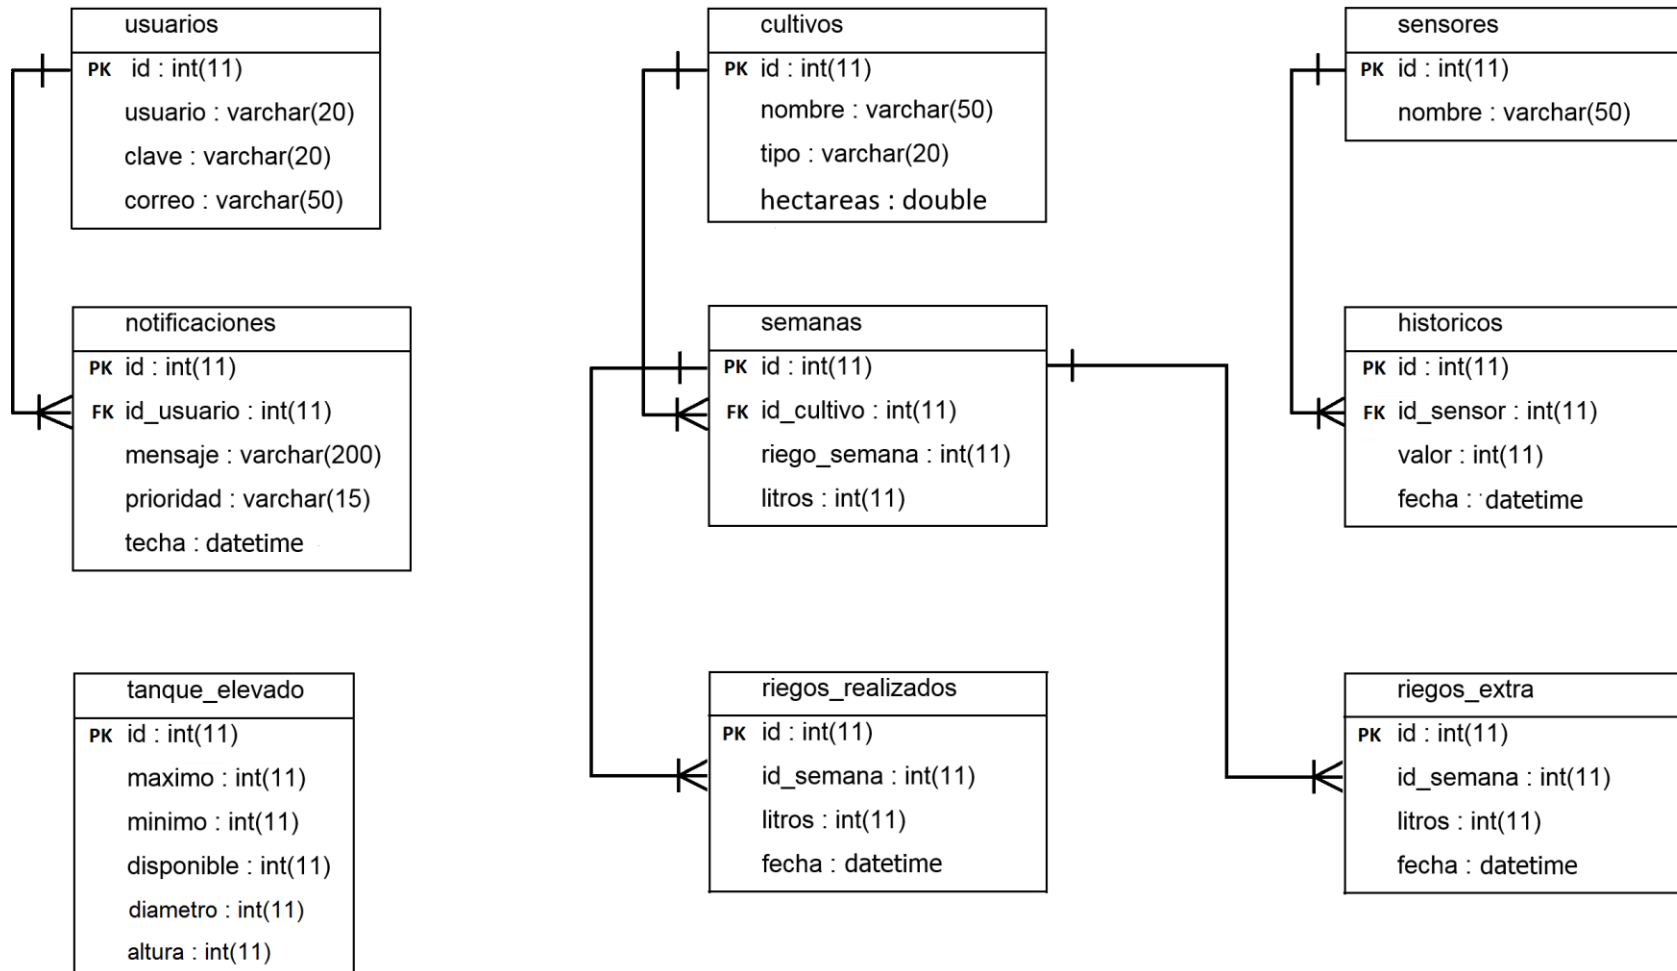 usuarios
PK id : int(11)
usuario : varchar(20)
clave : varchar(20)
correo : varchar(50)
cultivos
PK id : int(11)
nombre : varchar(50)
tipo : varchar(20)
hectareas : double
sensores
PK id : int(11)
nombre : varchar(50)
notificaciones
PK id : int(11)
FK id_usuario : int(11)
mensaje : varchar(200)
prioridad : varchar(15)
techa : datetime
semanas
PK id : int(11)
FK id_cultivo : int(11)
riego_semana : int(11)
litros : int(11)
historicos
PK id : int(11)
FK id_sensor : int(11)
valor : int(11)
fecha : datetime
tanque_elevado
PK id : int(11)
maximo : int(11)
minimo : int(11)
disponible : int(11)
diametro : int(11)
altura : int(11)
riegos_realizados
PK id : int(11)
id_semana : int(11)
litros : int(11)
fecha : datetime
riegos_extra
PK id : int(11)
id_semana : int(11)
litros : int(11)
fecha : datetime